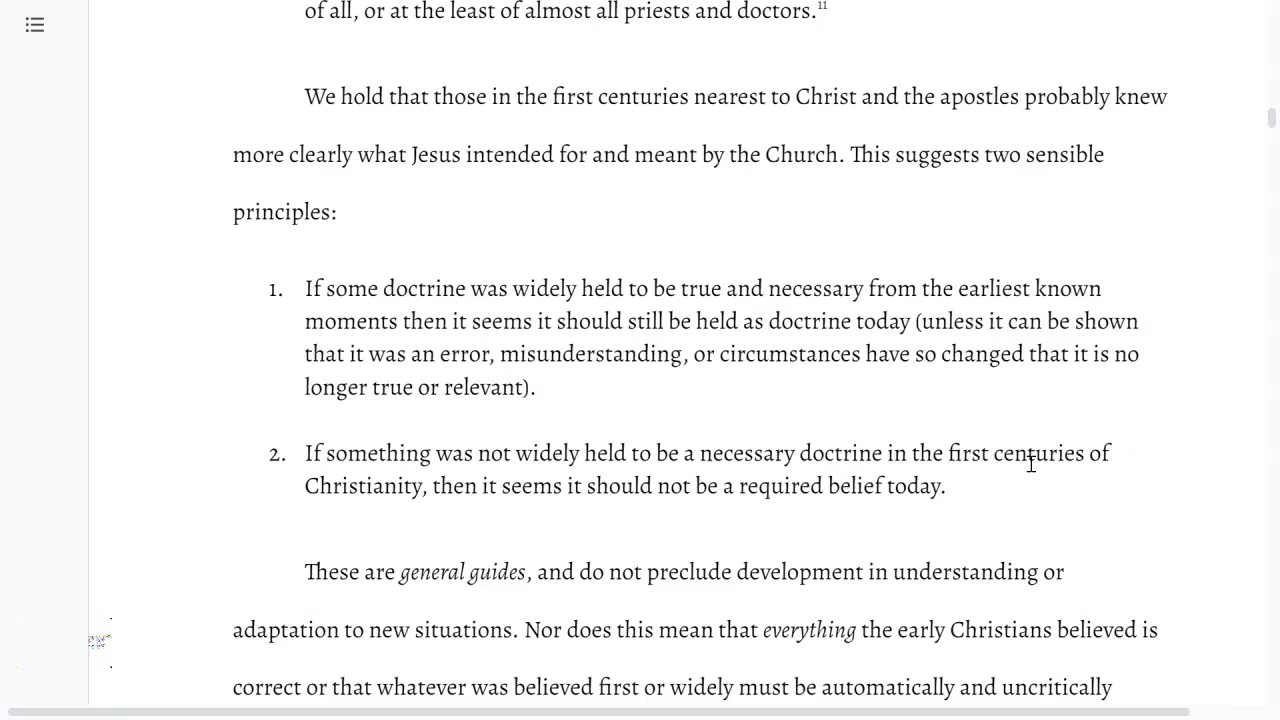 of all, or at the least of almost all priests and doctors.11
We hold that those in the first centuries nearest to Christ and the apostles probably knew
more clearly what Jesus intended for and meant by the Church. This suggests two sensible
principles:
1. If some doctrine was widely held to be true and necessary from the earliest known
moments then it seems it should still be held as doctrine today (unless it can be shown
that it was an error, misunderstanding, or circumstances have so changed that it is no
longer true or relevant).
2. If something was not widely held to be a necessary doctrine in the first centuries of
Christianity, then it seems it should not be a required belief today.
These are general guides, and do not preclude development in understanding or
adaptation to new situations. Nor does this mean that everything the early Christians believed is
correct or that whatever was believed first or widely must be automatically and uncritically